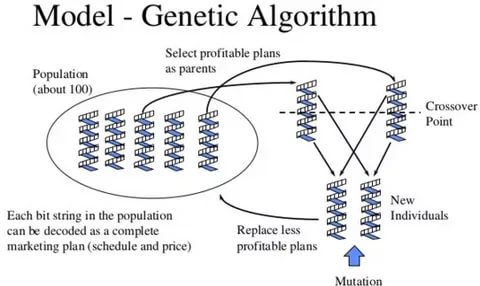 Model - Genetic Algorithm
Select profitable plans
as parents
Population
(about 100)
Crossover
Point
New
Individuals
Each bit string in the population
can be decoded as a complete
marketing plan (schedule and price)
Replace less
profitable plans
Mutation